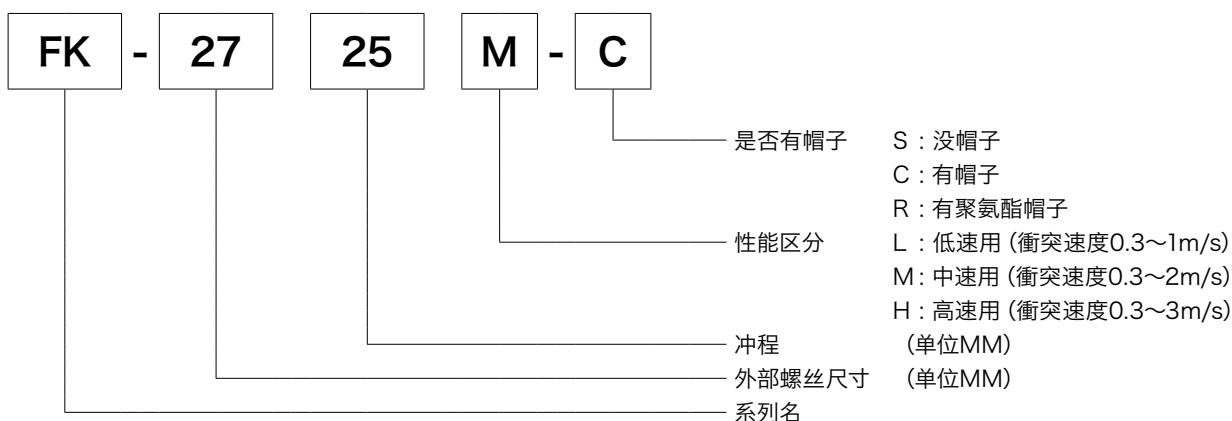 FK - 27 25 M - C
是否有帽子 S：没帽子
C：有帽子
R：有聚氨酯帽子
性能区分 L：低速用（衝突速度0.3～1m/s）
M：中速用（衝突速度0.3～2m/s）
H：高速用（衝突速度0.3～3m/s）
冲程 （单位MM）
外部螺丝尺寸 （单位MM）
系列名